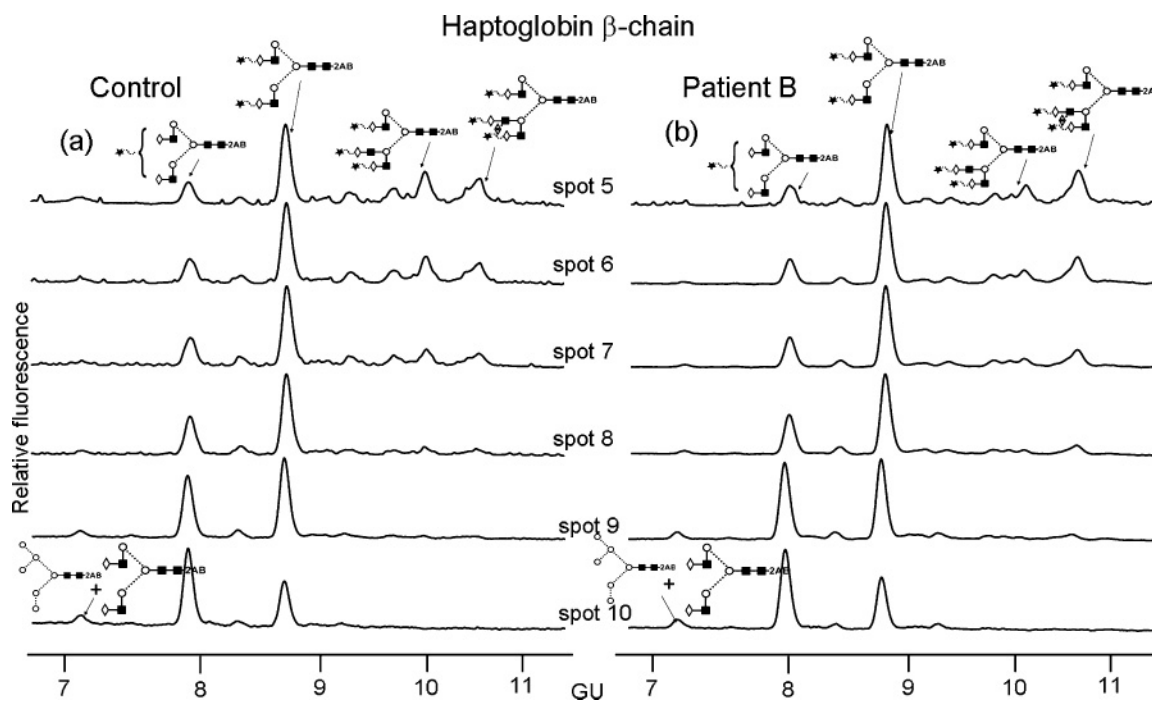 Haptoglobin β-chain
Control
Patient B
(a)
(b)
2AB
2AB
2AB
2AB
2AB
2AB
2AB
spot 5
spot 6
spot 7
spot 8
spot 9
spot 10
Relative fluorescence
2AB
+
2AB
2AB
+
2AB
7
8
9
10
11
GU
7
8
9
10
11